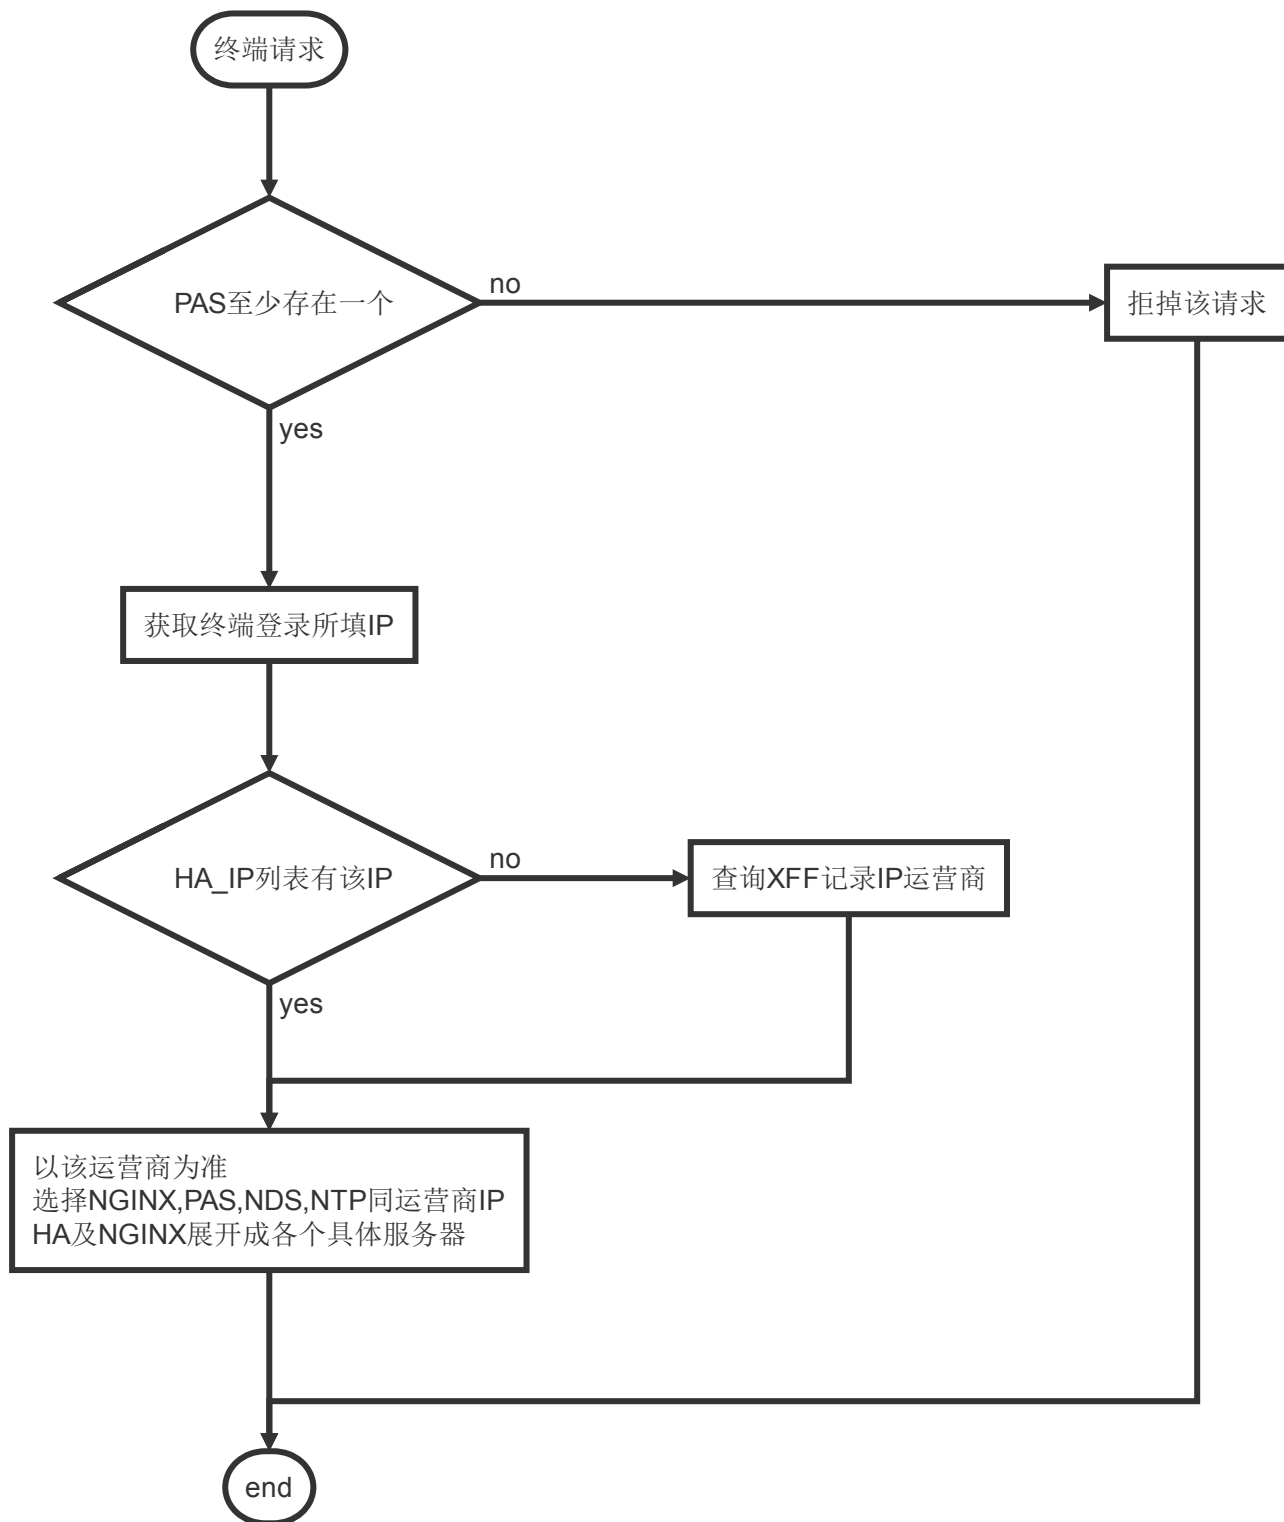 终端请求
PAS至少存在一个
no
拒掉该请求
yes
获取终端登录所填IP
HA_IP列表有该IP
no
查询XFF记录IP运营商
yes
以该运营商为准
选择NGINX,PAS,NDS,NTP同运营商IP
HA及NGINX展开成各个具体服务器
end